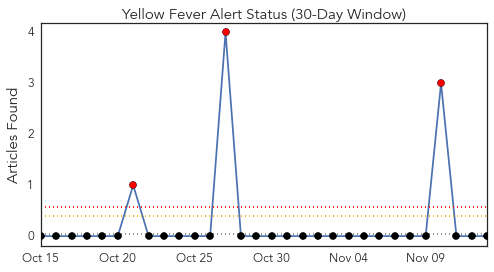 Yellow Fever Alert Status (30-Day Window)
Articles Found
4
3
2
1
0
Oct 15 Oct 20 Oct 25 Oct 30 Nov 04 Nov 09